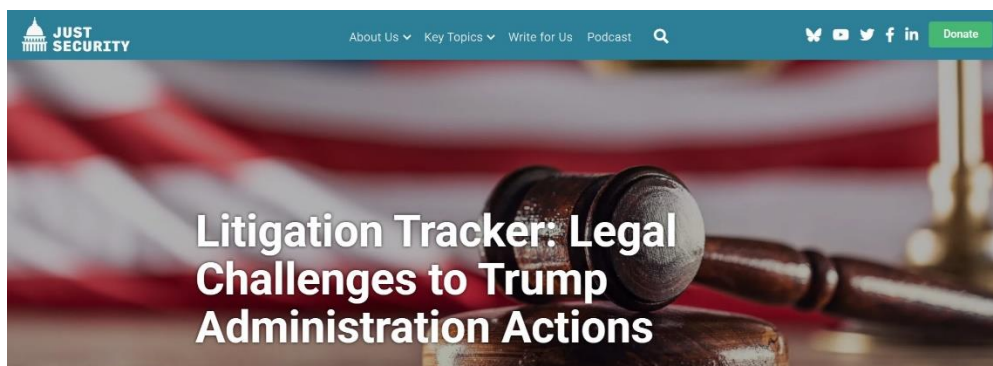 JUST
SECURITY
About Us Key Topics Write for Us Podcast
Donate
Litigation Tracker: Legal
Challenges to Trump
Administration Actions